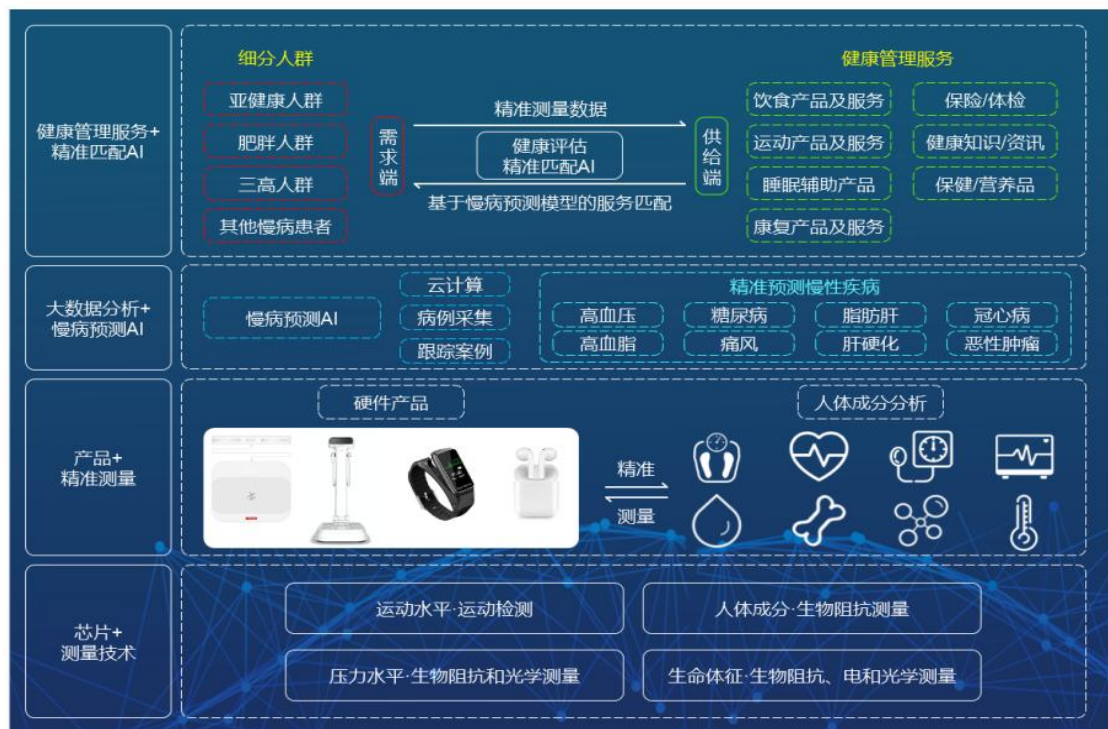 健康管理服务+
精准匹配AI
细分人群
亚健康人群
肥胖人群
三高人群
其他慢病患者
需求端
精准测量数据
健康评估
精准匹配AI
基于慢病预测模型的服务匹配
供给端
健康管理服务
饮食产品及服务
保险/体检
运动产品及服务
健康知识/资讯
睡眠辅助产品
保健/营养品
康复产品及服务
大数据分析+
慢病预测AI
慢病预测AI
云计算
病例采集
跟踪案例
精准预测慢性疾病
高血压
糖尿病
脂肪肝
冠心病
高血脂
痛风
肝硬化
恶性肿瘤
产品+
精准测量
硬件产品
精准
测量
人体成分分析
芯片+
测量技术
运动水平·运动检测
人体成分·生物阻抗测量
压力水平·生物阻抗和光学测量
生命体征·生物阻抗、电和光学测量